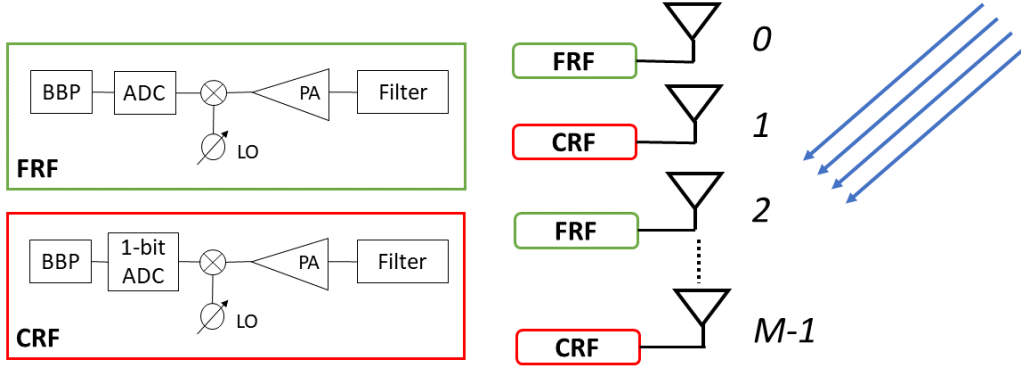 BBP
ADC
PA
Filter
LO
FRF
BBP
1-bit
ADC
PA
Filter
LO
CRF
FRF
0
CRF
1
FRF
2
CRF
M-1